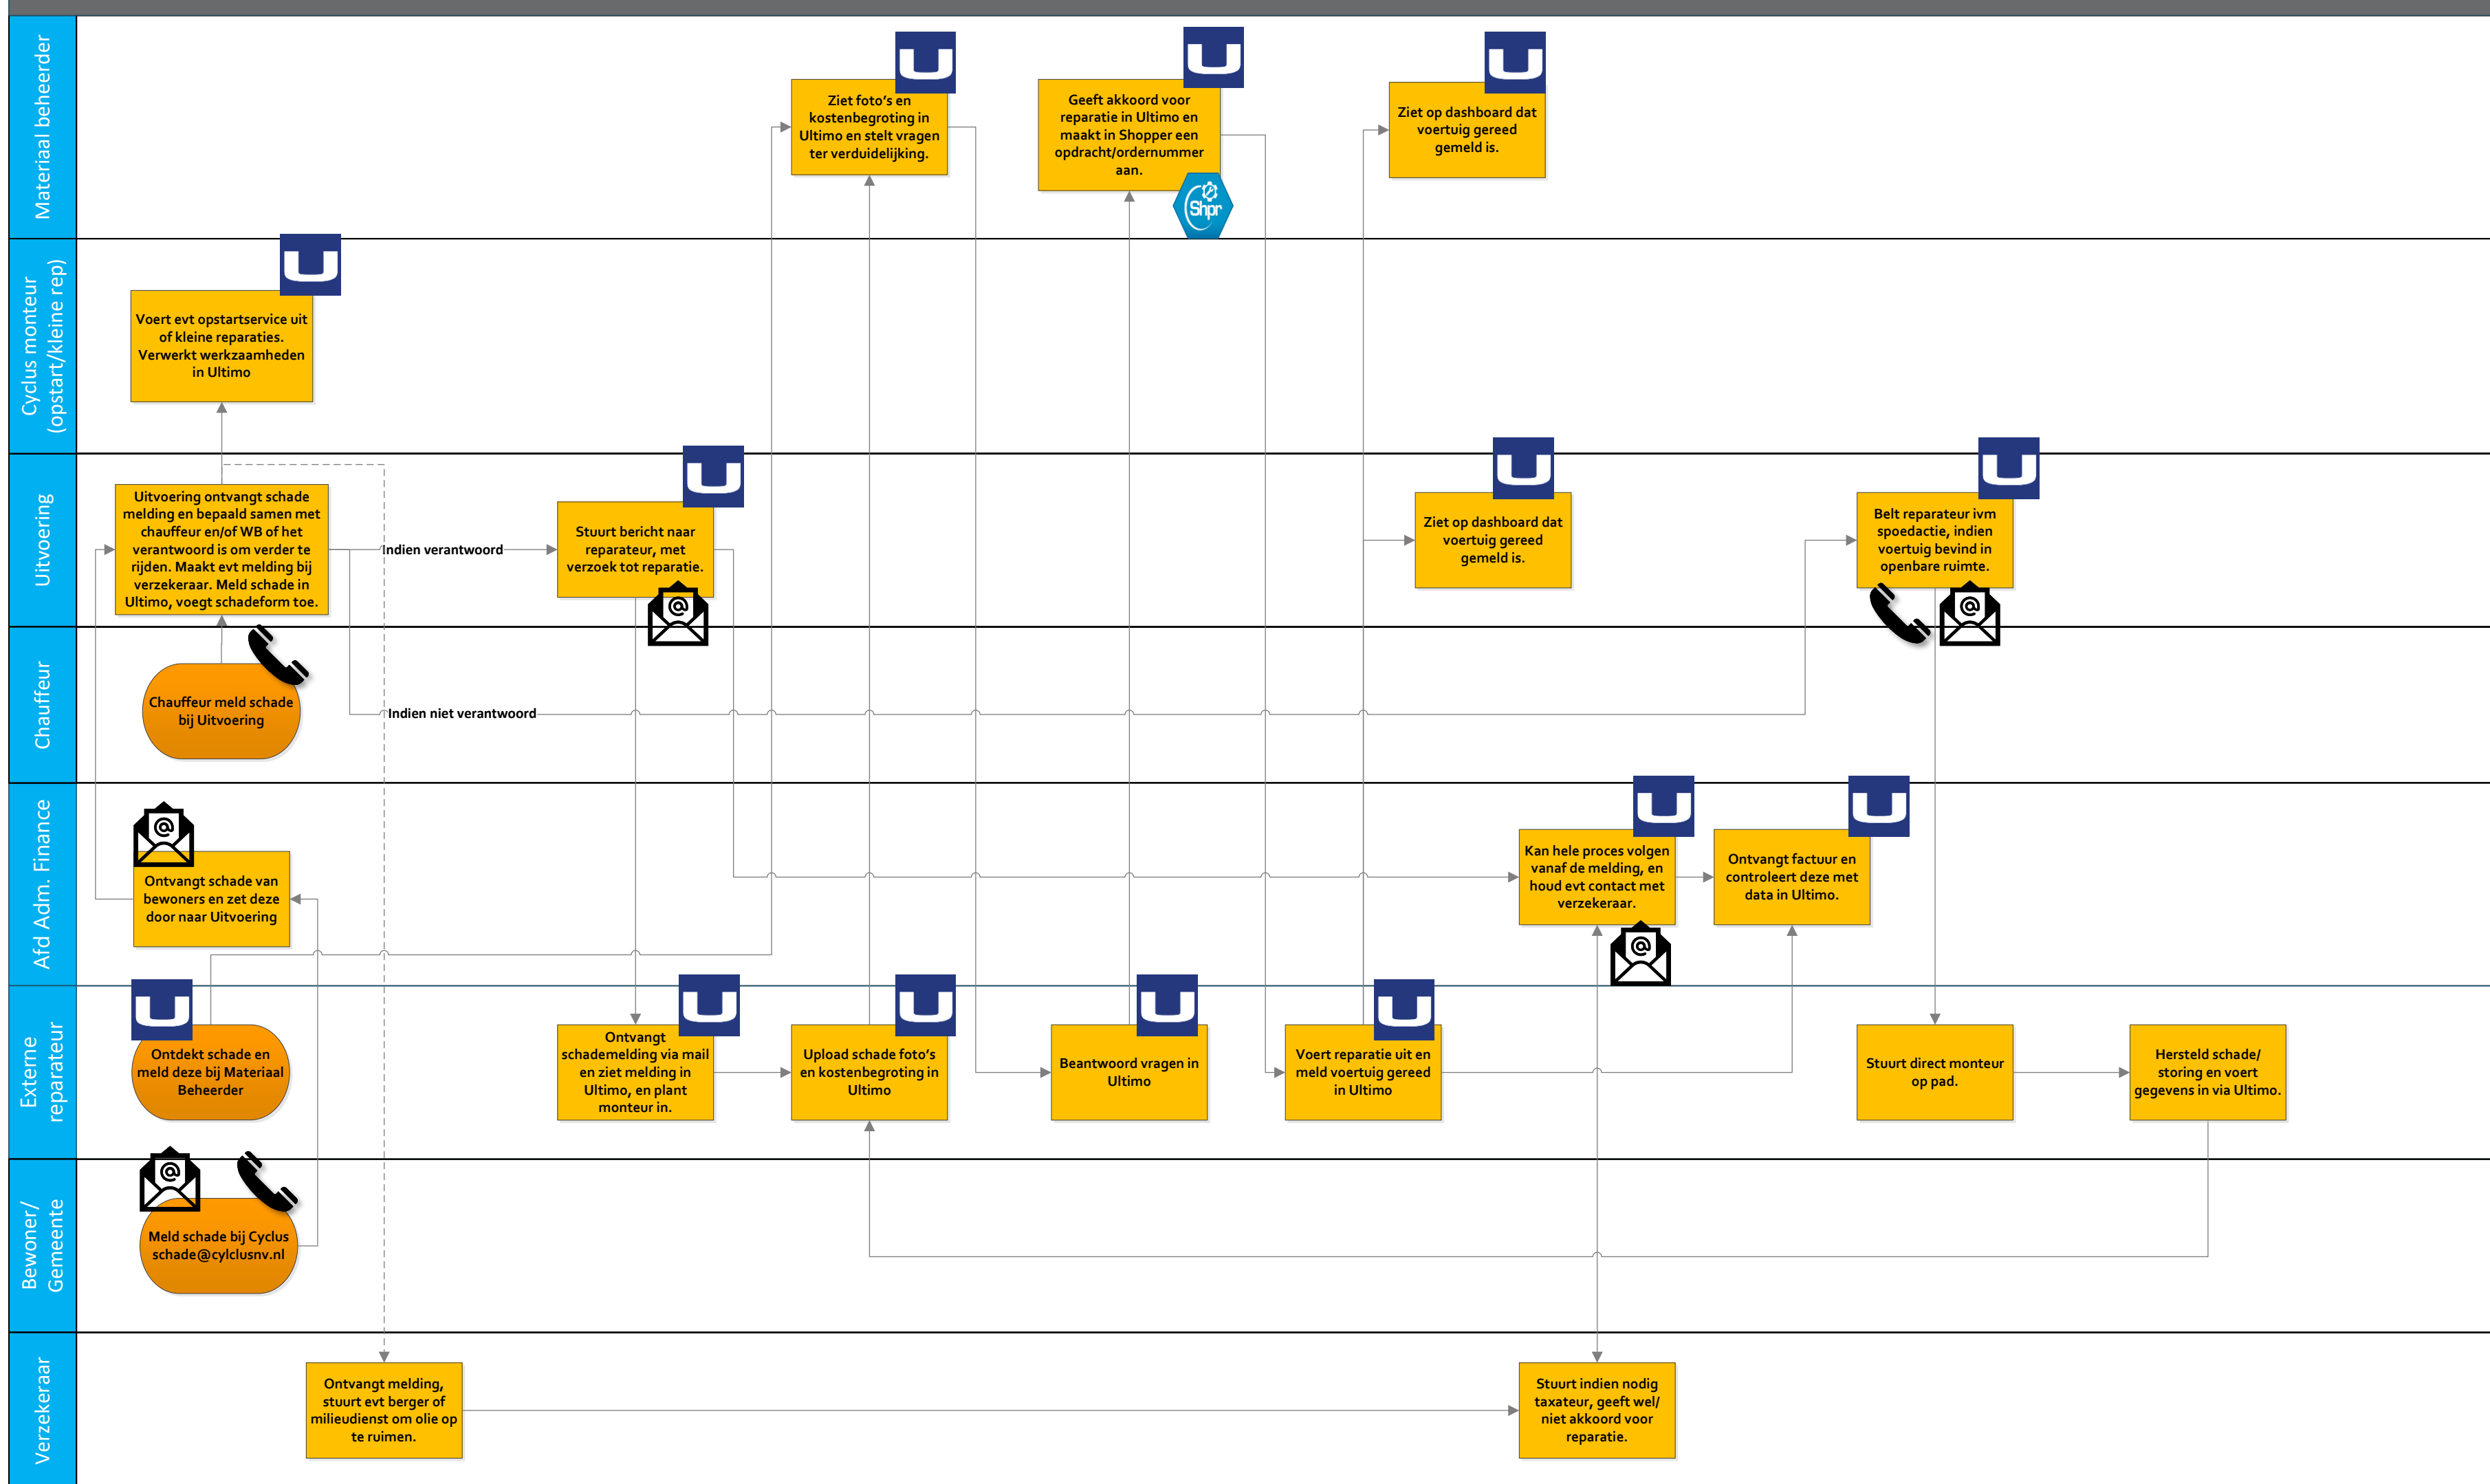 Materiaal beheerder
Ziet foto's en
kostenbegroting in
Ultimo en stelt vragen
ter verduidelijking.
Geeft akkoord voor
reparatie in Ultimo en
maakt in Shopper een
opdracht/ordernummer
aan.
Shpr
Ziet op dashboard dat
voertuig gereed
gemeld is.
Cyclus monteur
(opstart/kleine rep)
Voert evt opstartservice uit
of kleine reparaties.
Verwerkt werkzaamheden
in Ultimo
Uitvoering
Uitvoering ontvangt schade
melding en bepaald samen met
chauffeur en/of WB of het
verantwoord is om verder te
rijden. Maakt evt melding bij
verzekeraar. Meld schade in
Ultimo, voegt schadeform toe.
Indien verantwoord
Stuurt bericht naar
reparateur, met
verzoek tot reparatie.
Ziet op dashboard dat
voertuig gereed
gemeld is.
Belt reparateur ivm
spoedactie, indien
voertuig bevind in
openbare ruimte.
Chauffeur
Chauffeur meld schade
bij Uitvoering
Indien niet verantwoord
Afd Adm. Finance
Ontvangt schade van
bewoners en zet deze
door naar Uitvoering
Kan hele proces volgen
vanaf de melding, en
houd evt contact met
verzekeraar.
Ontvangt factuur en
controleert deze met
data in Ultimo.
Externe
reparateur
Ontdekt schade en
meld deze bij Materiaal
Beheerder
Ontvangt
schademelding via mail
en ziet melding in
Ultimo, en plant
monteur in.
Upload schade foto's
en kostenbegroting in
Ultimo
Beantwoord vragen in
Ultimo
Voert reparatie uit en
meld voertuig gereed
in Ultimo
Stuurt direct monteur
op pad.
Hersteld schade/
storing en voert
gegevens in via Ultimo.
Bewoner/
Gemeente
Meld schade bij Cyclus
schade@cylclusnv.nl
Verzekeraar
Ontvangt melding,
stuurt evt berger of
milieudienst om olie op
te ruimen.
Stuurt indien nodig
taxateur, geeft wel/
niet akkoord voor
reparatie.